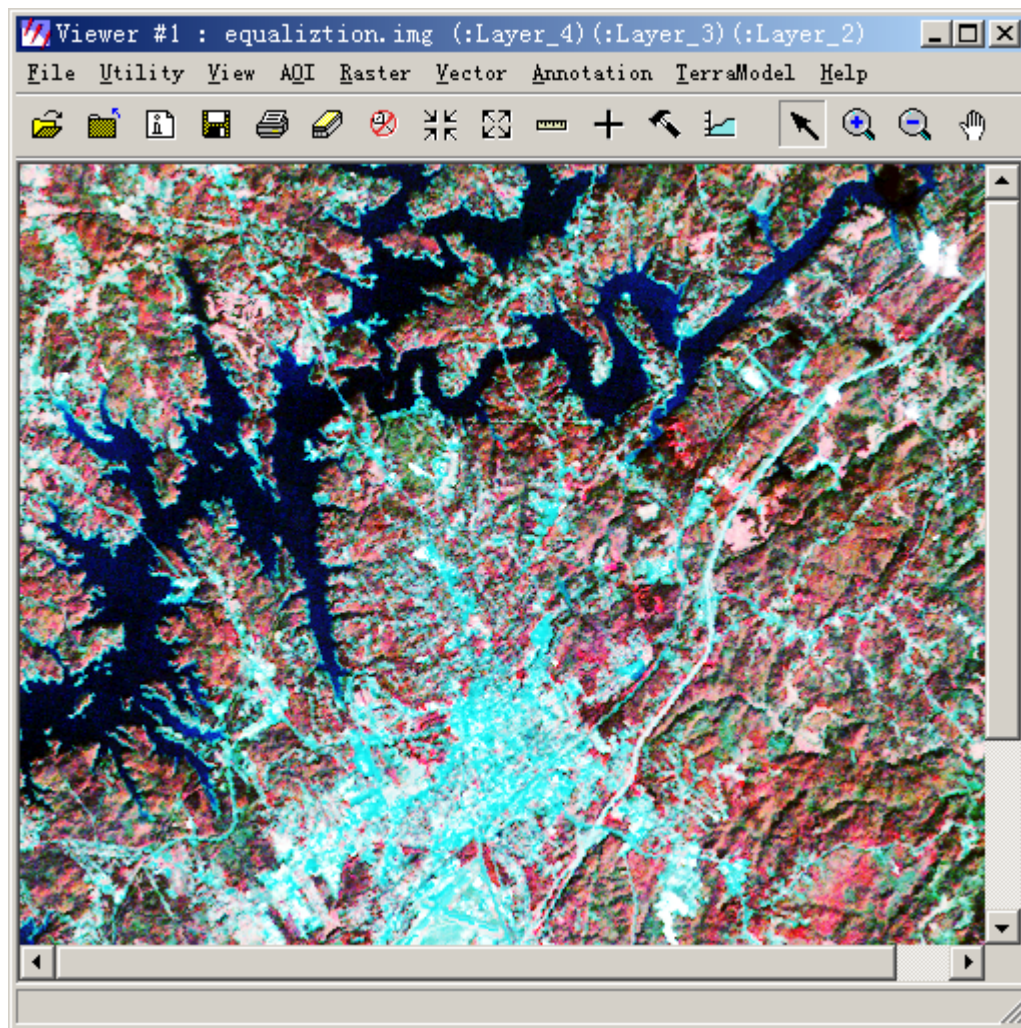 Viewer #1 : equaliztion.img (:Layer_4)(:Layer_3)(:Layer_2)
File Utility View AOI Raster Vector Annotation TerraModel Help